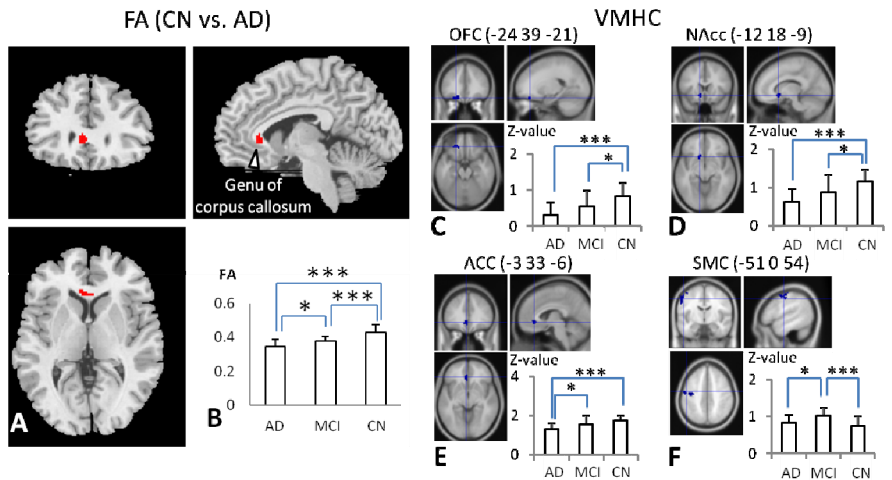 FA (CN vs. AD)
VMHC
Genu of
corpus callosum
A
FA
***
* ***
0.6
0.4
0.2
0
AD MCI CN
B
OFC (-24 39 -21)
Z-value
***
*
2
1
0
AD MCI CN
C
NAcc (-12 18 -9)
Z-value
***
*
2
1
0
AD MCI CN
D
ACC (-3 33 -6)
Z-value
***
*
4
2
0
AD MCI CN
E
SMC (-51 0 54)
Z-value
* ***
2
1
0
AD MCI CN
F